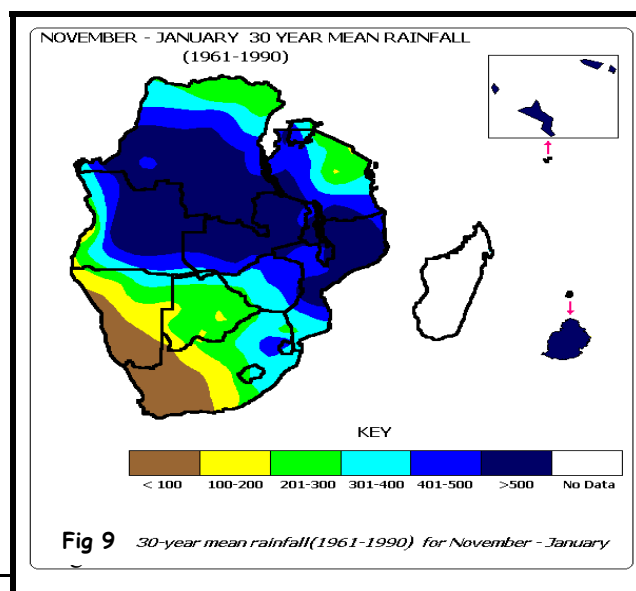 NOVEMBER - JANUARY 30 YEAR MEAN RAINFALL
(1961-1990)
KEY
< 100 100-200 201-300 301-400 401-500 >500 No Data
Fig 9 30-year mean rainfall(1961-1990) for November - January